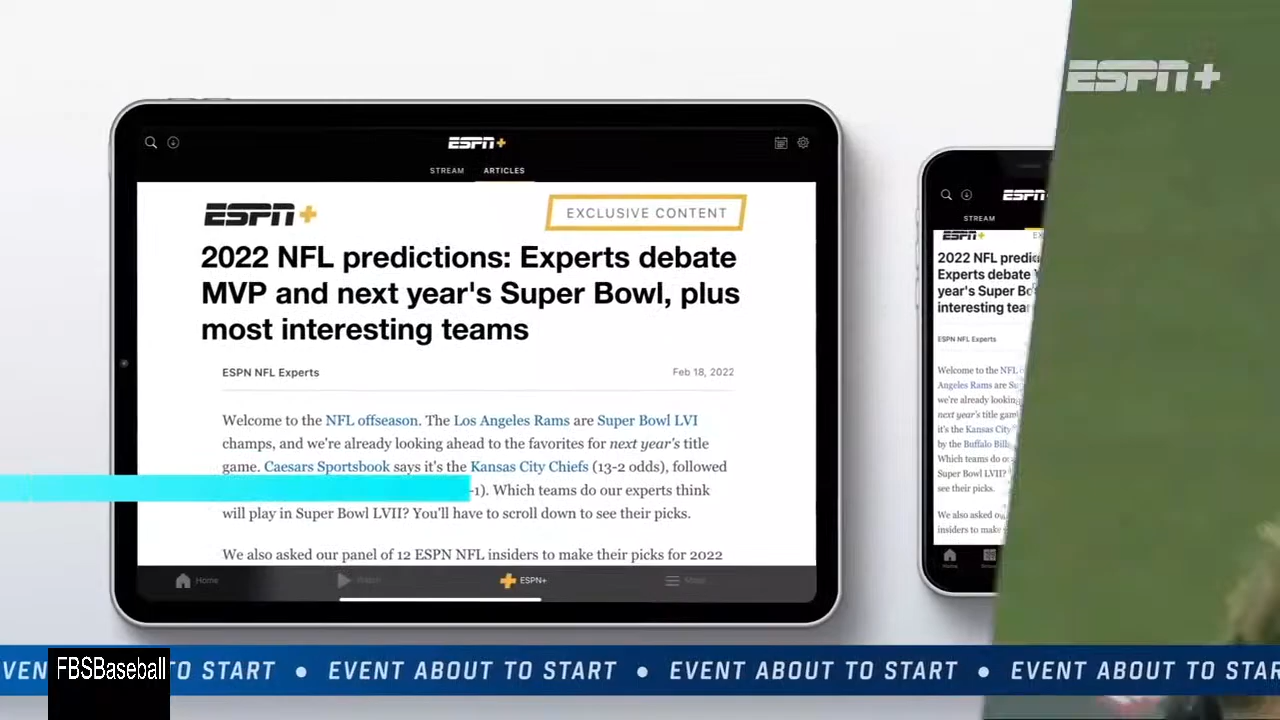 ESPN+
ESPN+
STREAM ARTICLES
ESPN+
EXCLUSIVE CONTENT
2022 NFL predictions: Experts debate
MVP and next year's Super Bowl, plus
most interesting teams
ESPN NFL Experts
Feb 18, 2022
Welcome to the NFL offseason. The Los Angeles Rams are Super Bowl LVI
champs, and we're already looking ahead to the favorites for next year's title
game. Caesars Sportsbook says it's the Kansas City Chiefs (13-2 odds), followed
-1). Which teams do our experts think
will play in Super Bowl LVII? You'll have to scroll down to see their picks.
We also asked our panel of 12 ESPN NFL insiders to make their picks for 2022
Home Watch ESPN+ More
ESPN
STREAM
ESPN+
2022 NFL predic
Experts debate
year's Super Bo
interesting tea
ESPN NFL Experts
Welcome to the NFL
Angeles Rams are Su
we're already lookin
next year's title gam
it's the Kansas City
by the Buffalo Bills
Which teams do o
Super Bowl LVII?
see their picks.
We also asked ou
insiders to make
Home
VEN TO START • EVENT ABOUT TO START • EVENT ABOUT TO START • EVENT ABOUT TO STAR
FBSBaseball